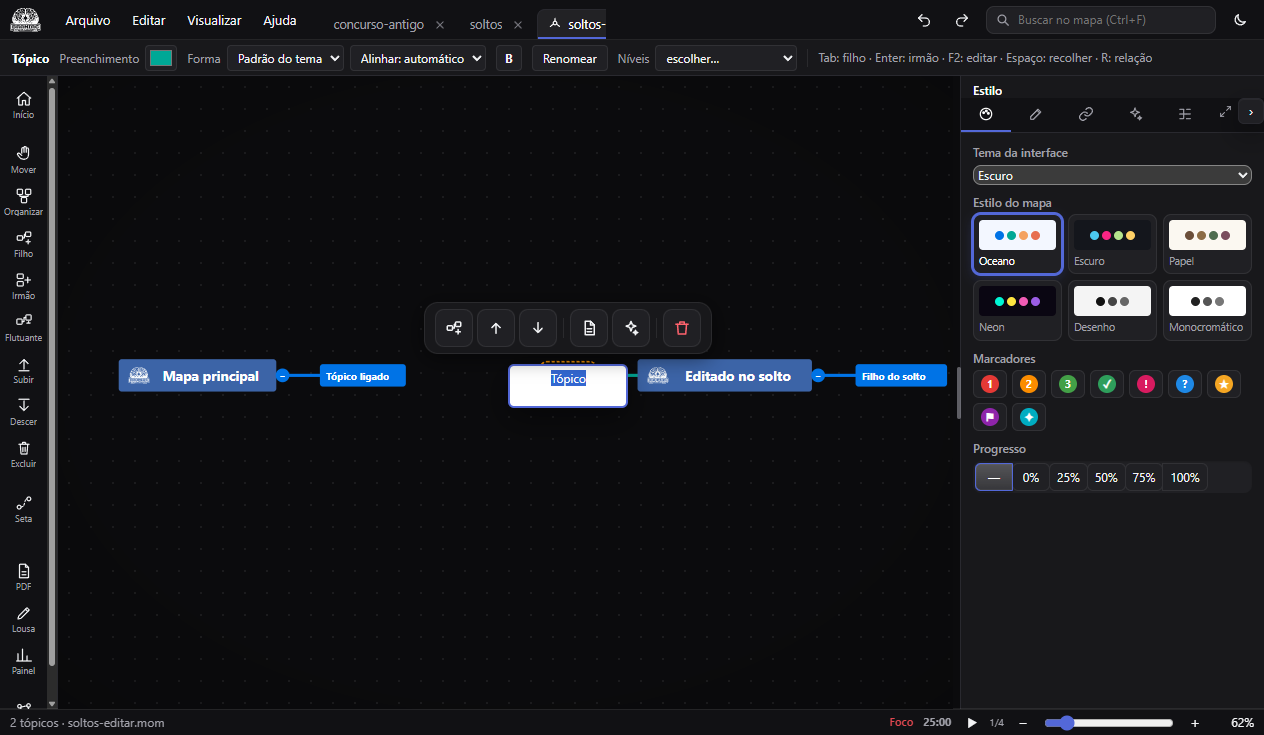 Arquivo Editar Visualizar Ajuda concurso-antigo × soltos × soltos- Buscar no mapa (Ctrl+F)
Tópico Preenchimento Forma Padrão do tema Alinhar: automático B Renomear Níveis escolher... Tab: filho · Enter: irmão · F2: editar · Espaço: recolher · R: relação
Início
Mover
Organizar
Filho
Irmão
Flutuante
Subir
Descer
Excluir
Seta
PDF
Lousa
Painel
Mapa principal
Tópico ligado
Tópico
Editado no solto
Filho do solto
Estilo
Tema da interface
Escuro
Estilo do mapa
Oceano Escuro Papel
Neon Desenho Monocromático
Marcadores
1 2 3 ✓ ! ? ★
Progresso
— 0% 25% 50% 75% 100%
2 tópicos · soltos-editar.mom Foco 25:00 1/4 − + 62%